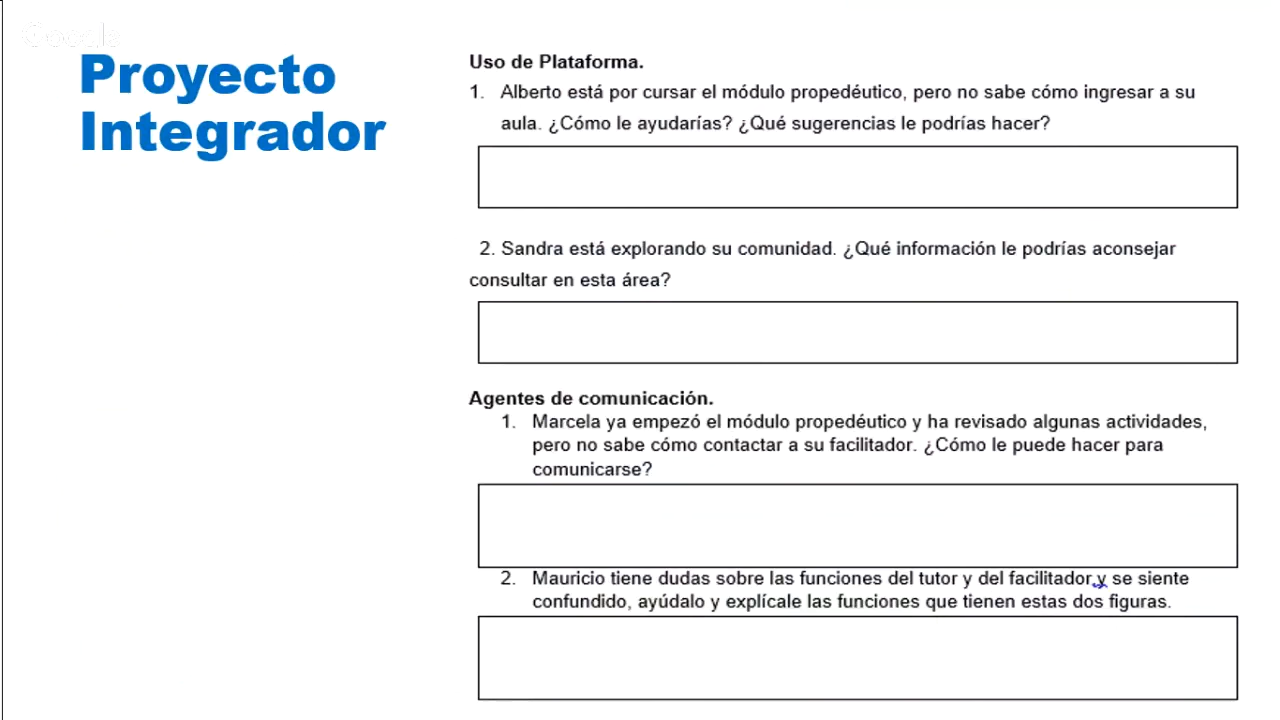 Google
Proyecto
Integrador
Uso de Plataforma.
1. Alberto está por cursar el módulo propedéutico, pero no sabe cómo ingresar a su
aula. ¿Cómo le ayudarías? ¿Qué sugerencias le podrías hacer?
2. Sandra está explorando su comunidad. ¿Qué información le podrías aconsejar
consultar en esta área?
Agentes de comunicación.
1. Marcela ya empezó el módulo propedéutico y ha revisado algunas actividades,
pero no sabe cómo contactar a su facilitador. ¿Cómo le puede hacer para
comunicarse?
2. Mauricio tiene dudas sobre las funciones del tutor y del facilitador y se siente
confundido, ayúdalo y explícale las funciones que tienen estas dos figuras.